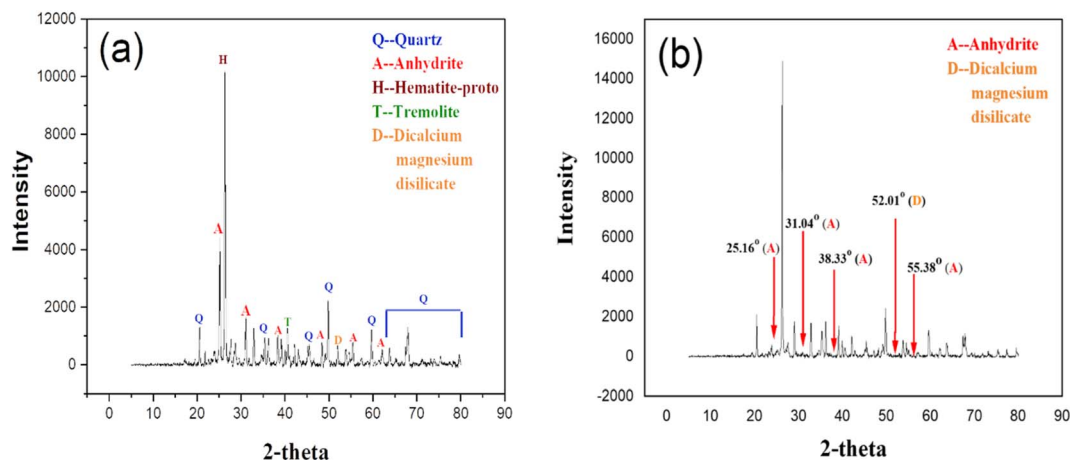 (a)
Q--Quartz
A--Anhydrite
H--Hematite-proto
T--Tremolite
D--Dicalcium
magnesium
disilicate
12000
10000
8000
6000
4000
2000
0
Intensity
H
A
Q
A
Q
A
T
Q
A
D
A
Q
A
Q
Q
0 10 20 30 40 50 60 70 80 90
2-theta
(b)
A--Anhydrite
D--Dicalcium
magnesium
disilicate
16000
14000
12000
10000
8000
6000
4000
2000
0
-2000
Intensity
25.16° (A)
31.04° (A)
38.33° (A)
52.01° (D)
55.38° (A)
0 10 20 30 40 50 60 70 80 90
2-theta